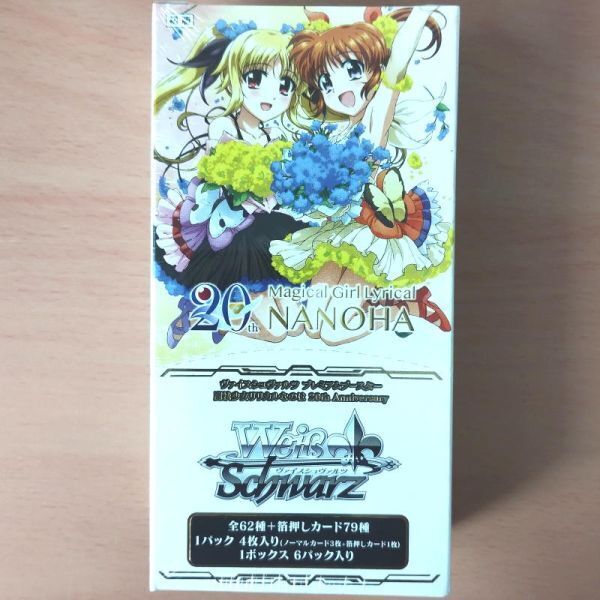 20th
Magical Girl Lyrical
NANOHA
ヴァイスシュヴァルツ プレミアムブースター
魔法少女リリカルなのは 20th Anniversary
Weiß
Schwarz
ヴァイスシュヴァルツ
全62種+箔押しカード79種
1パック 4枚入り(ノーマルカード3枚+箔押しカード1枚)
1ボックス 6パック入り